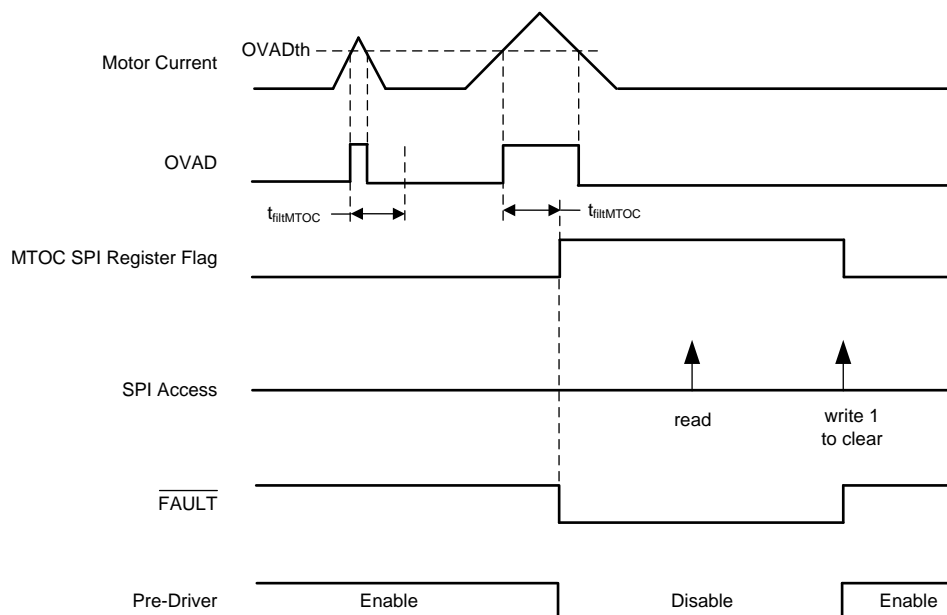 OVADth
Motor Current
OVAD
tfiltMTOC
tfiltMTOC
MTOC SPI Register Flag
SPI Access
read
write 1
to clear
FAULT
Pre-Driver
Enable
Disable
Enable